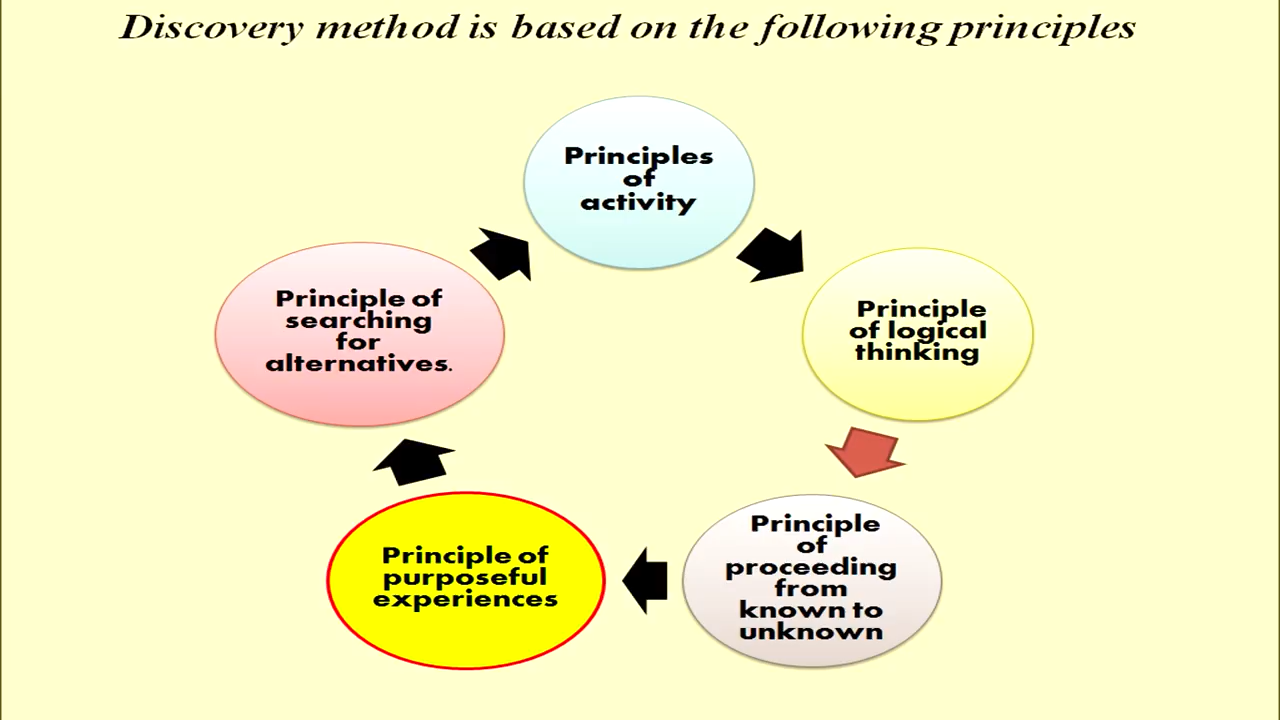 Discovery method is based on the following principles
Principles
of
activity
Principle
of logical
thinking
Principle
of
proceeding
from
known to
unknown
Principle of
purposeful
experiences
Principle of
searching
for
alternatives.